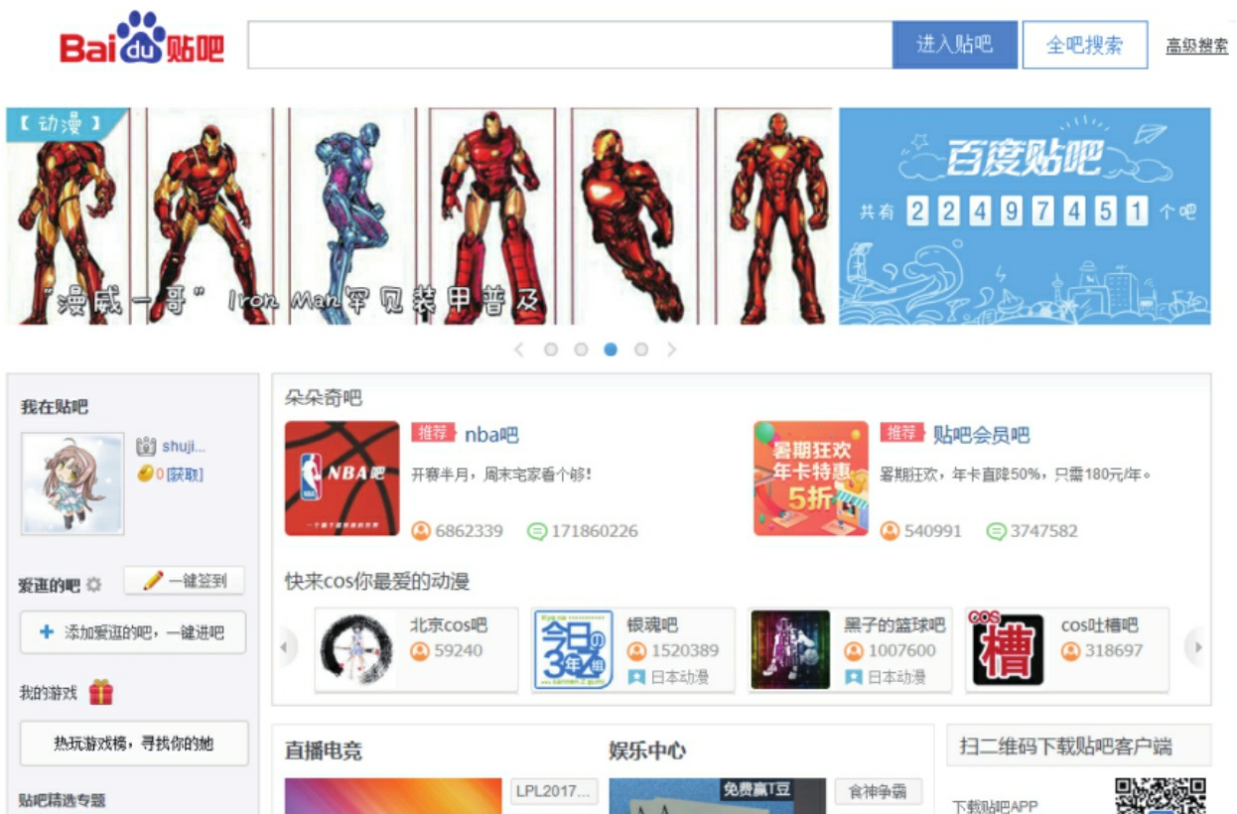 Bai du 贴吧
进入贴吧
全吧搜索
高级搜索
【动漫】
"漫威一哥" Iron Man罕见装甲普及
百度贴吧
共有 22497451 个吧
我在贴吧
shuji...
0 [获取]
爱逛的吧
一键签到
添加爱逛的吧，一键进吧
我的游戏
热玩游戏榜，寻找你的她
贴吧精选专题
朵朵奇吧
NBA吧
推荐 nba吧
开赛半月，周末宅家看个够！
6862339 171860226
暑期狂欢
年卡特惠
5折
推荐 贴吧会员吧
暑期狂欢，年卡直降50%，只需180元/年。
540991 3747582
快来cos你最爱的动漫
北京cos吧
59240
今日の
3年Z組
银魂吧
1520389
日本动漫
黑子的篮球吧
1007600
日本动漫
COS
槽
cos吐槽吧
318697
直播电竞
LPL2017...
娱乐中心
免费赢T豆
食神争霸
扫二维码下载贴吧客户端
下载贴吧APP